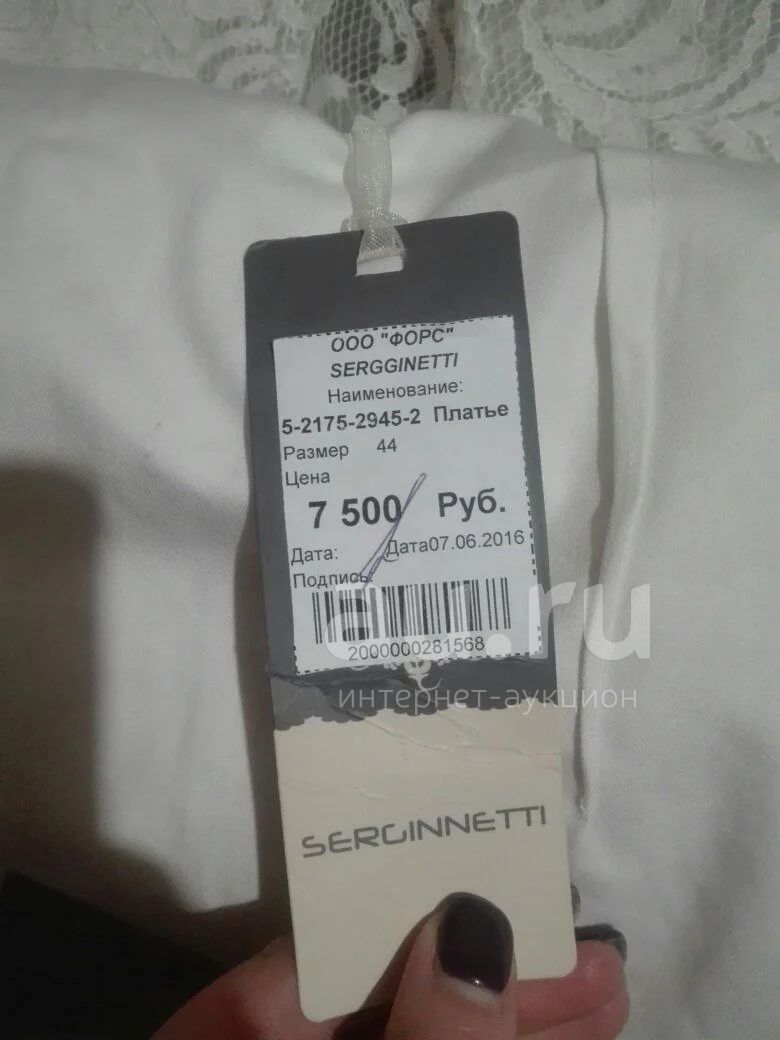 ООО "ФОРС"
SERGGINETTI
Наименование:
5-2175-2945-2 Платье
Размер 44
Цена
7 500 Руб.
Дата: Дата07.06.2016
Подпись:
2000000281568
.ru
интернет-аукцион
SERGINNETTI